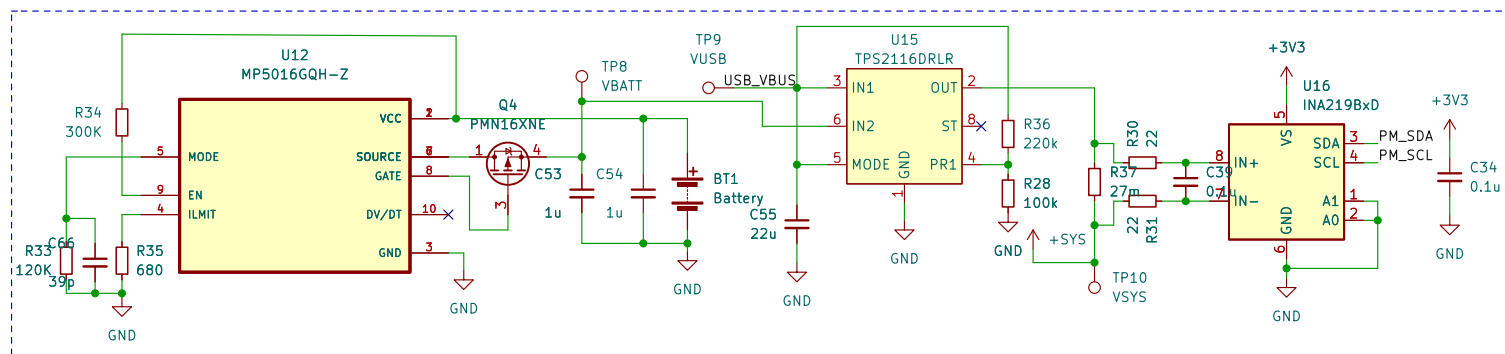 U12
MP5016GQH-Z
R34
300K
VCC
MODE
5
SOURCE
GATE
8
EN
9
ILMIT
4
DV/DT
10
GND
3
C66
R33
120K
39p
R35
680
GND
GND
Q4
PMN16XNE
1
4
3
TP8
VBATT
C53
1u
C54
1u
BT1
Battery
GND
TP9
VUSB
USB_VBUS
C55
22u
GND
U15
TPS2116DRLR
3
IN1
6
IN2
5
MODE
OUT
2
ST
8
PR1
4
GND
1
GND
R36
220k
R28
100k
GND
+SYS
TP10
VSYS
R37
27m
R30
22
22
R31
C39
0.1u
+3V3
U16
INA219BxD
5
VS
8
IN+
7
IN-
SDA
3
PM_SDA
SCL
4
PM_SCL
A1
1
A0
2
GND
6
GND
+3V3
C34
0.1u
GND